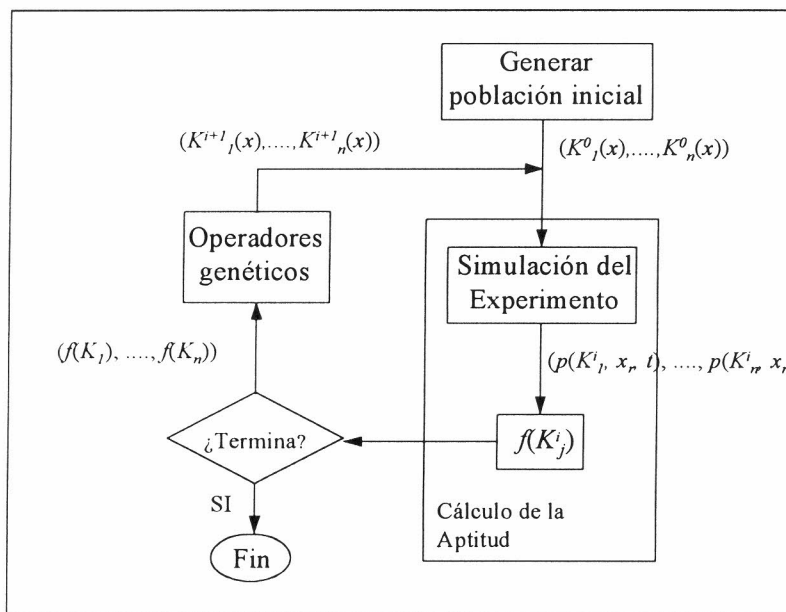 Generar
población inicial
(K^{i+1}_1(x),....,K^{i+1}_n(x))
(K^0_1(x),....,K^0_n(x))
Operadores
genéticos
Simulación del
Experimento
(f(K_1), ...., f(K_n))
(p(K^i_1, x_r, t), ...., p(K^i_n, x_r
¿Termina?
f(K^i_j)
SI
Cálculo de la
Aptitud
Fin